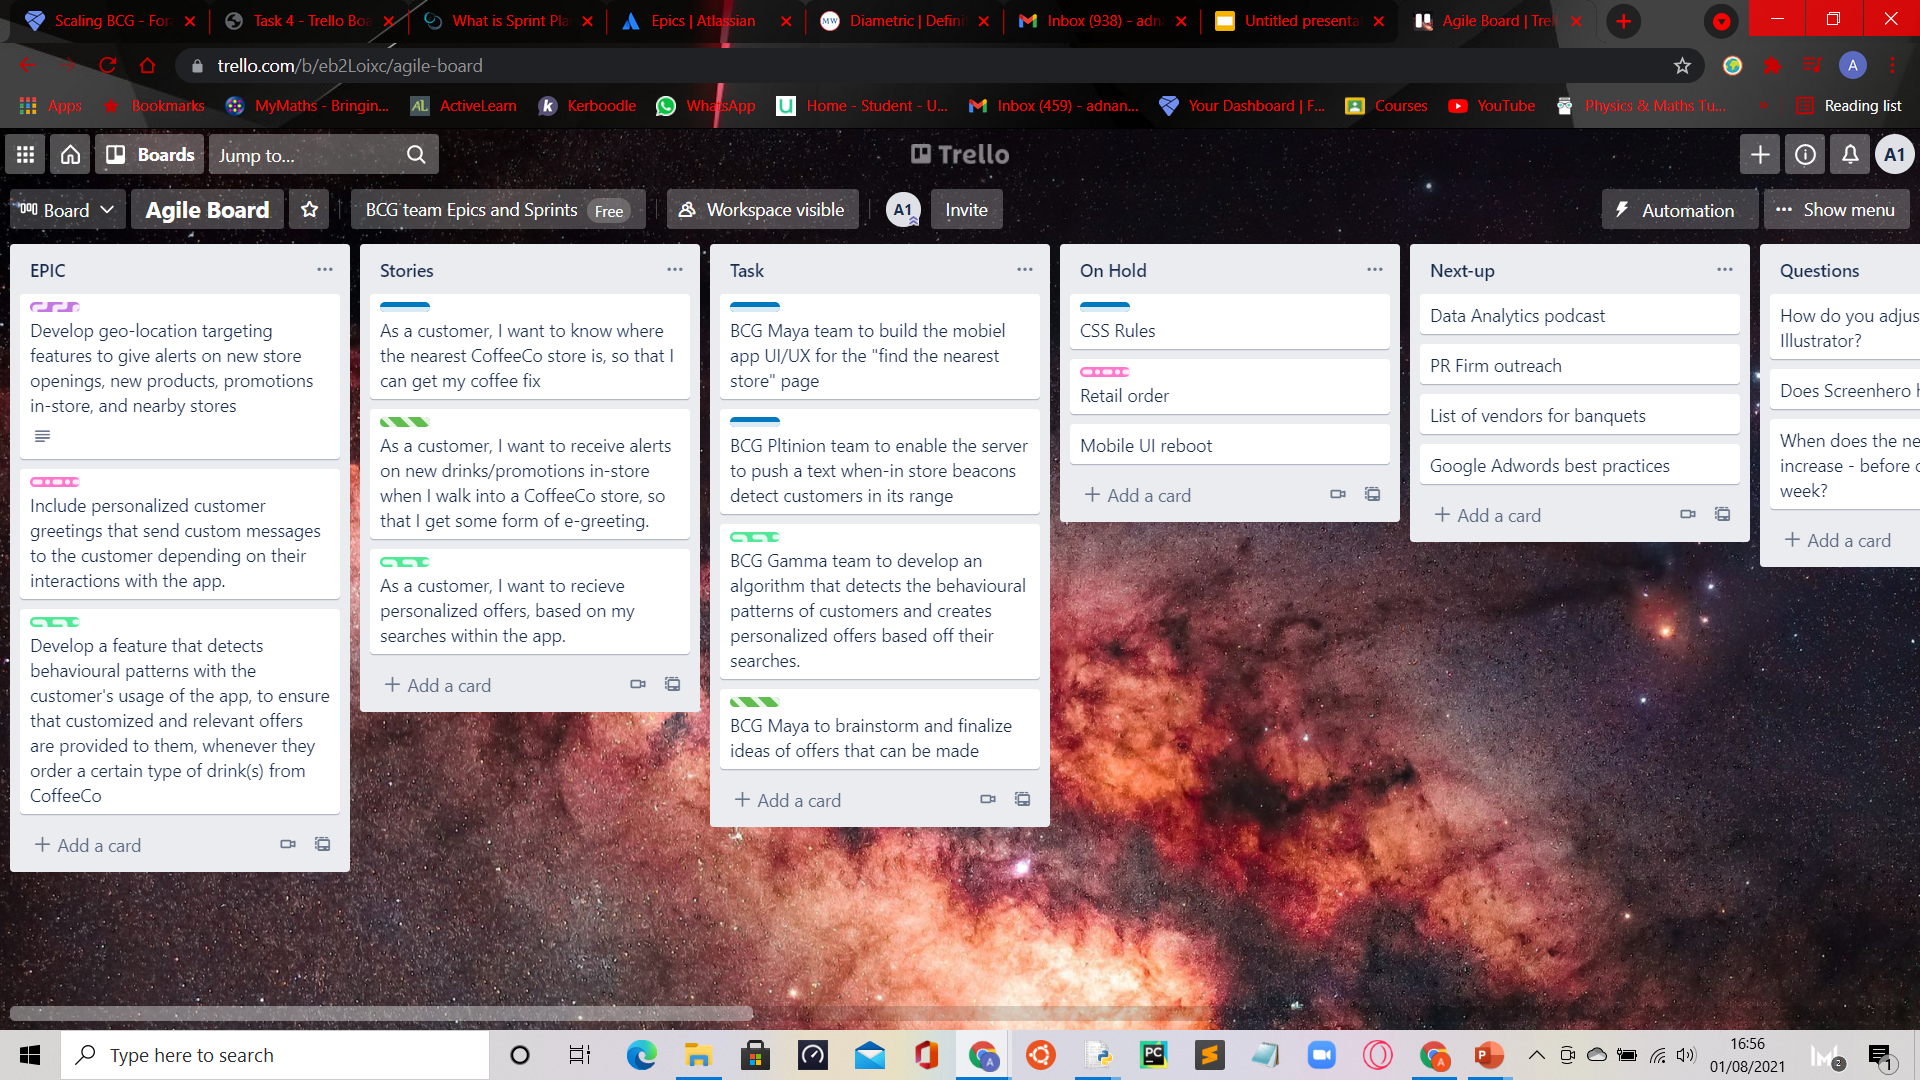 Scaling BCG - For
Task 4 - Trello Boa
What is Sprint Pla
Epics | Atlassian
Diametric | Defini
Inbox (938) - adn
Untitled presenta
Agile Board | Trel
trello.com/b/eb2Loixc/agile-board
A
Apps
Bookmarks
MyMaths - Bringin...
ActiveLearn
Kerboodle
WhatsApp
Home - Student - U...
Inbox (459) - adnan...
Your Dashboard | F...
Courses
YouTube
Physics & Maths Tu...
Reading list
Boards
Jump to...
Trello
A1
Board
Agile Board
BCG team Epics and Sprints Free
Workspace visible
A1
Invite
Automation
Show menu
EPIC
Develop geo-location targeting
features to give alerts on new store
openings, new products, promotions
in-store, and nearby stores
Include personalized customer
greetings that send custom messages
to the customer depending on their
interactions with the app.
Develop a feature that detects
behavioural patterns with the
customer's usage of the app, to ensure
that customized and relevant offers
are provided to them, whenever they
order a certain type of drink(s) from
CoffeeCo
+ Add a card
Stories
As a customer, I want to know where
the nearest CoffeeCo store is, so that I
can get my coffee fix
As a customer, I want to receive alerts
on new drinks/promotions in-store
when I walk into a CoffeeCo store, so
that I get some form of e-greeting.
As a customer, I want to recieve
personalized offers, based on my
searches within the app.
+ Add a card
Task
BCG Maya team to build the mobiel
app UI/UX for the "find the nearest
store" page
BCG Pltinion team to enable the server
to push a text when-in store beacons
detect customers in its range
BCG Gamma team to develop an
algorithm that detects the behavioural
patterns of customers and creates
personalized offers based off their
searches.
BCG Maya to brainstorm and finalize
ideas of offers that can be made
+ Add a card
On Hold
CSS Rules
Retail order
Mobile UI reboot
+ Add a card
Next-up
Data Analytics podcast
PR Firm outreach
List of vendors for banquets
Google Adwords best practices
+ Add a card
Questions
How do you adjus
Illustrator?
Does Screenhero h
When does the ne
increase - before
week?
+ Add a card
Type here to search
16:56
01/08/2021